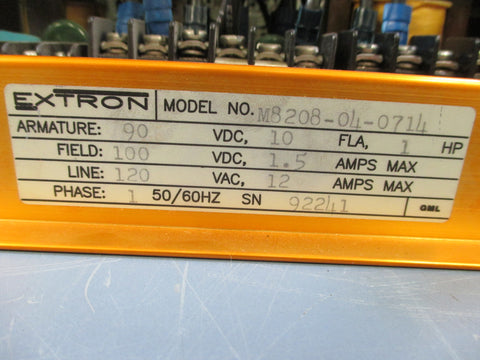 EXTRON MODEL NO. M8208-04-0714
ARMATURE: 90 VDC, 10 FLA, 1 HP
FIELD: 100 VDC, 1.5 AMPS MAX
LINE: 120 VAC, 12 AMPS MAX
PHASE: 1 50/60HZ SN 92241 GML